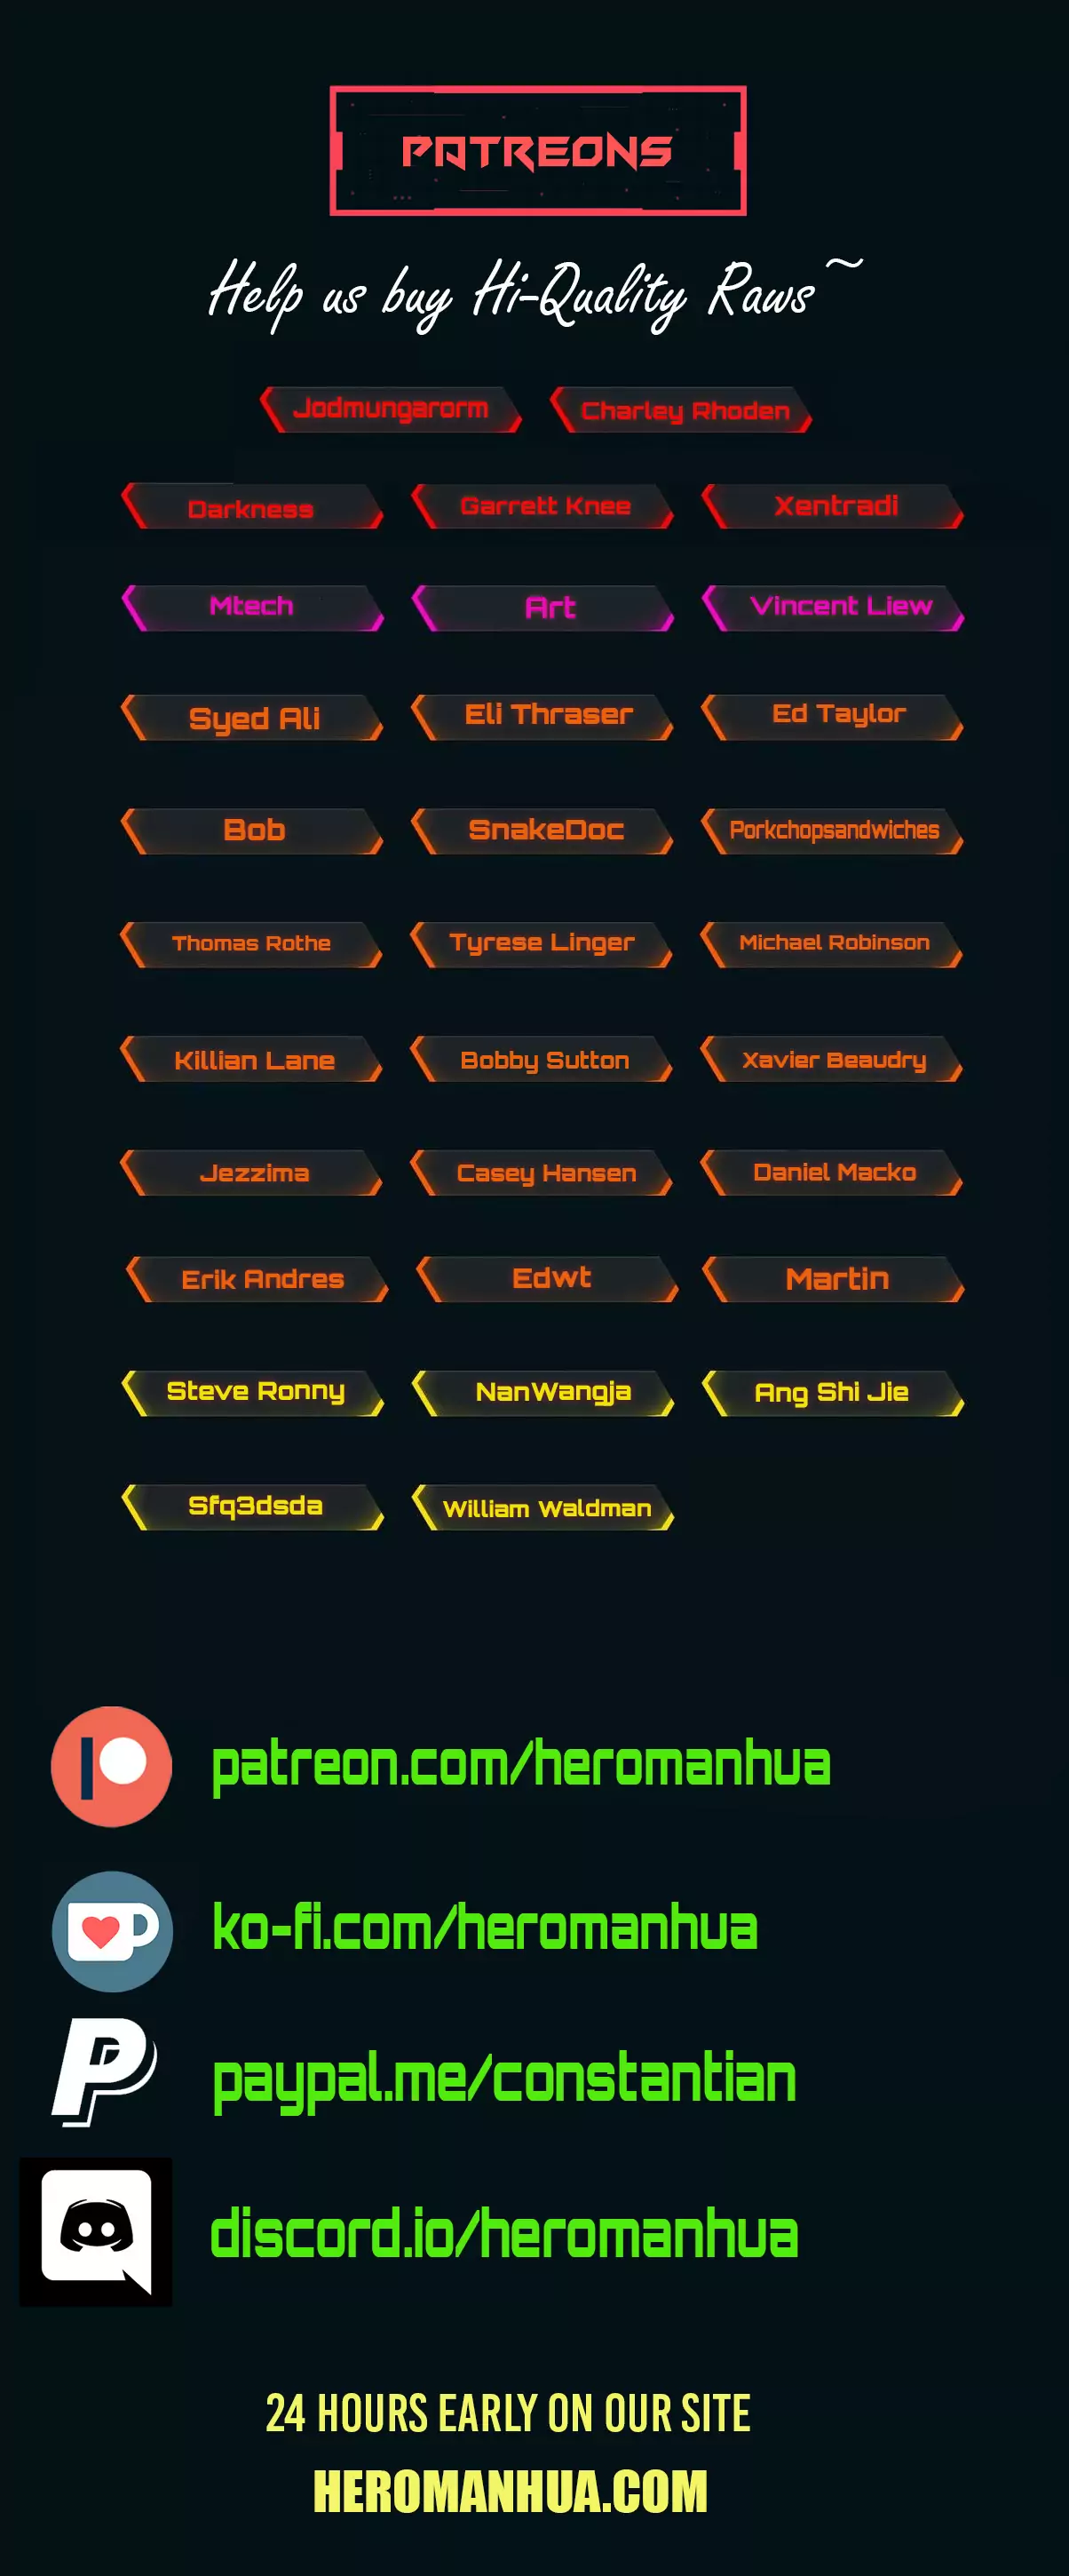 PATREONS
Help us buy Hi-Quality Raws~
Jodmungarorm Charley Rhoden
Darkness Garrett Knee Xentradi
Mtech Art Vincent Liew
Syed Ali Eli Thraser Ed Taylor
Bob SnakeDoc Porkchopsandwiches
Thomas Rothe Tyrese Linger Michael Robinson
Killian Lane Bobby Sutton Xavier Beaudry
Jezzima Casey Hansen Daniel Macko
Erik Andres Edwt Martin
Steve Ronny NanWangja Ang Shi Jie
Sfq3dsda William Waldman
patreon.com/heromanhua
ko-fi.com/heromanhua
paypal.me/constantian
discord.io/heromanhua
24 HOURS EARLY ON OUR SITE
HEROMANHUA.COM